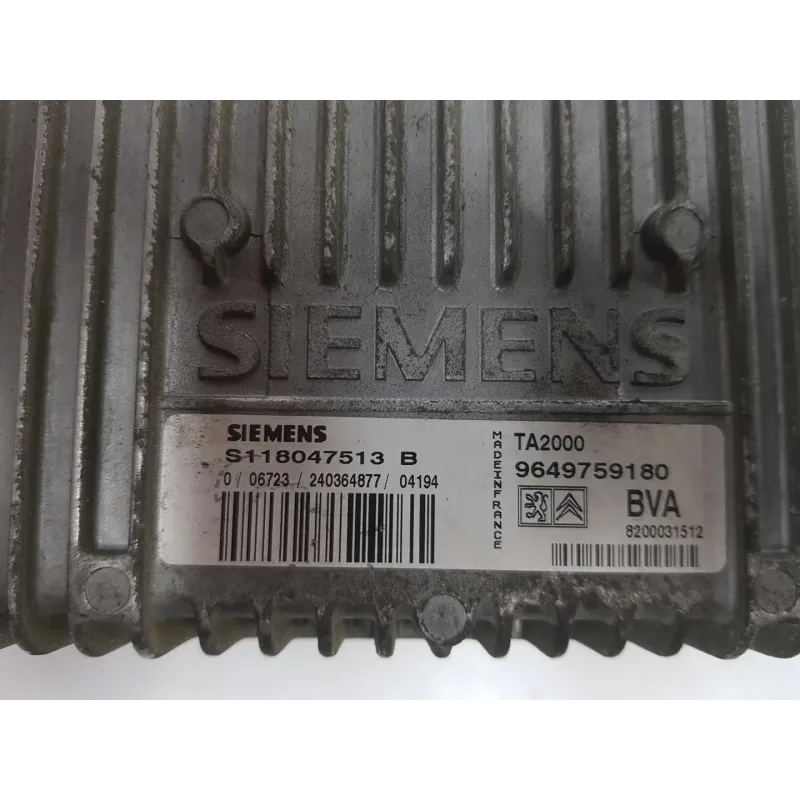 SIEMENS
SIEMENS
S118047513 B
0/ 06723/ 240364877/ 04194
MADEINFRANCE
TA2000
9649759180
BVA
8200031512